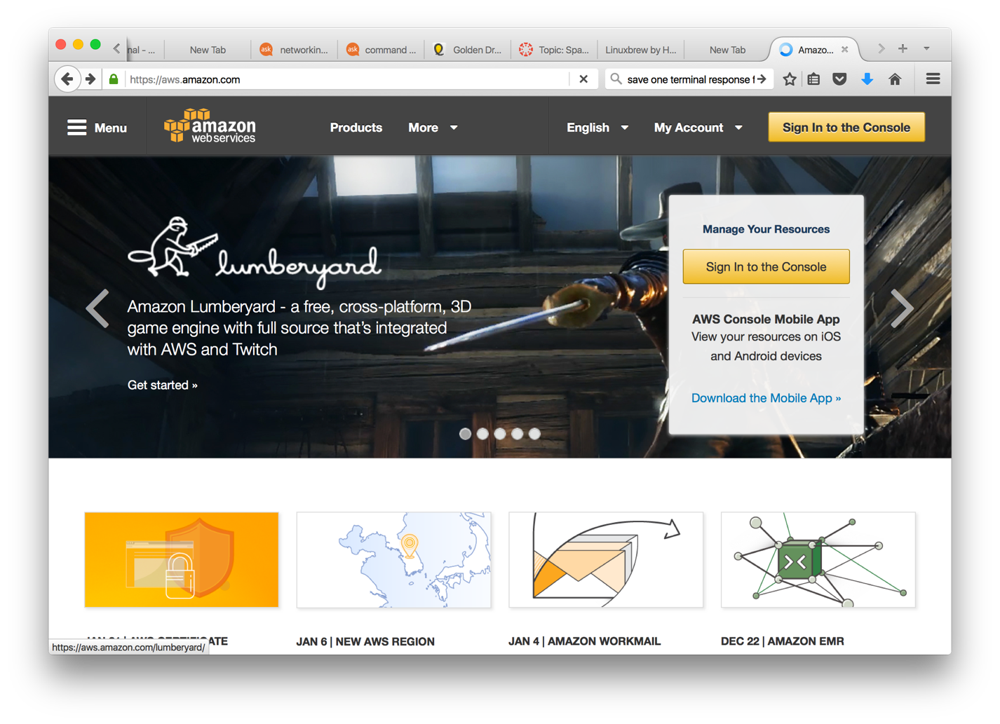 nal - ...
New Tab
ask networkin...
ask command ...
Golden Dr...
Topic: Spa...
Linuxbrew by H...
New Tab
Amazo...
https://aws.amazon.com
save one terminal response f
Menu
amazon
webservices
Products
More
English
My Account
Sign In to the Console
lumberyard
Amazon Lumberyard - a free, cross-platform, 3D
game engine with full source that's integrated
with AWS and Twitch
Get started »
Manage Your Resources
Sign In to the Console
AWS Console Mobile App
View your resources on iOS
and Android devices
Download the Mobile App »
JAN 6 | NEW AWS REGION
JAN 4 | AMAZON WORKMAIL
DEC 22 | AMAZON EMR
https://aws.amazon.com/lumberyard/